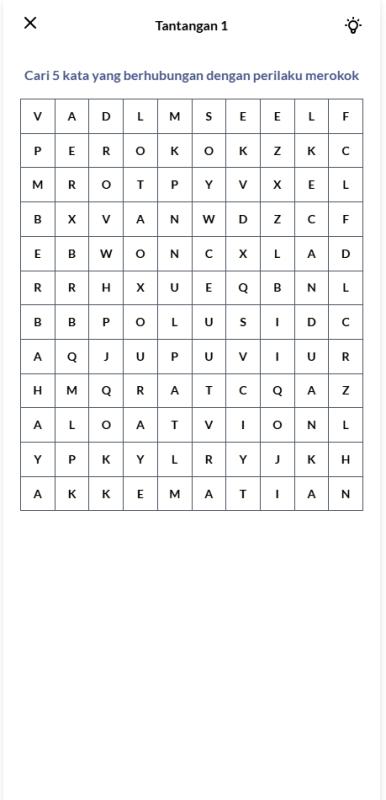 Tantangan 1
Cari 5 kata yang berhubungan dengan perilaku merokok
V A D L M S E E L F
P E R O K O K Z K C
M R O T P Y V X E L
B X V A N W D Z C F
E B W O N C X L A D
R R H X U E Q B N L
B B P O L U S I D C
A Q J U P U V I U R
H M Q R A T C Q A Z
A L O A T V I O N L
Y P K Y L R Y J K H
A K K E M A T I A N